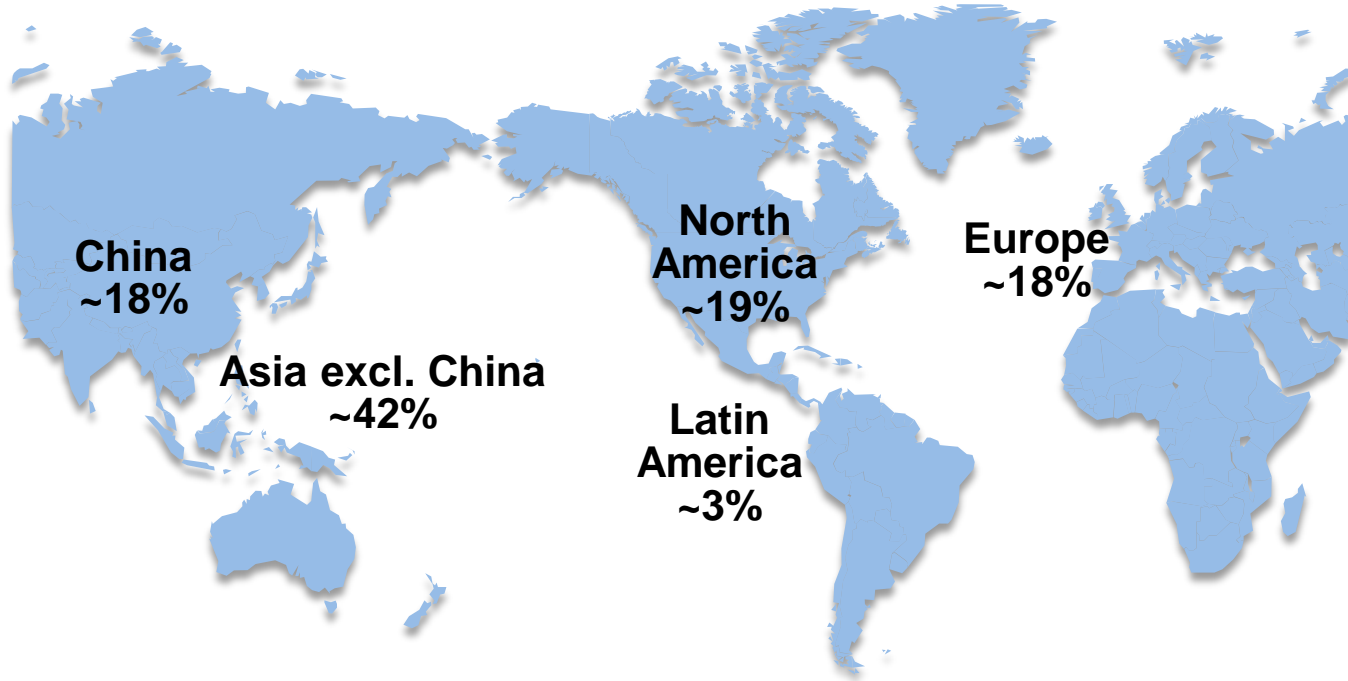 China
~18%
Asia excl. China
~42%
North
America
~19%
Latin
America
~3%
Europe
~18%